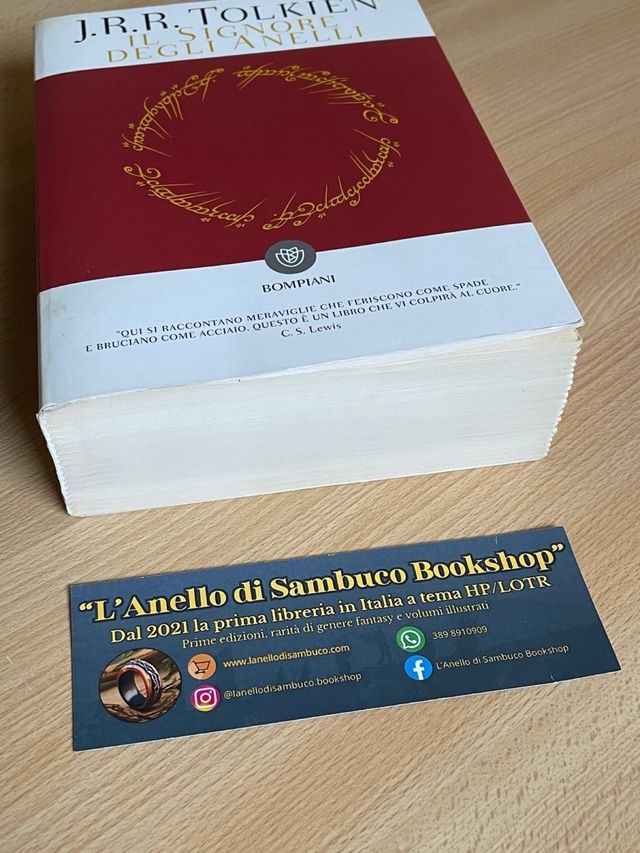 J.R.R. TOLKIEN
IL SIGNORE
DEGLI ANELLI
BOMPIANI
"QUI SI RACCONTANO MERAVIGLIE CHE FERISCONO COME SPADE
E BRUCIANO COME ACCIAIO. QUESTO È UN LIBRO CHE VI COLPIRÀ AL CUORE."
C. S. Lewis
"L'Anello di Sambuco Bookshop"
Dal 2021 la prima libreria in Italia a tema HP/LOTR
Prime edizioni, rarità di genere fantasy e volumi illustrati
www.lanellodisambuco.com
389 8910909
@lanellodisambuco.bookshop
L'Anello di Sambuco Bookshop